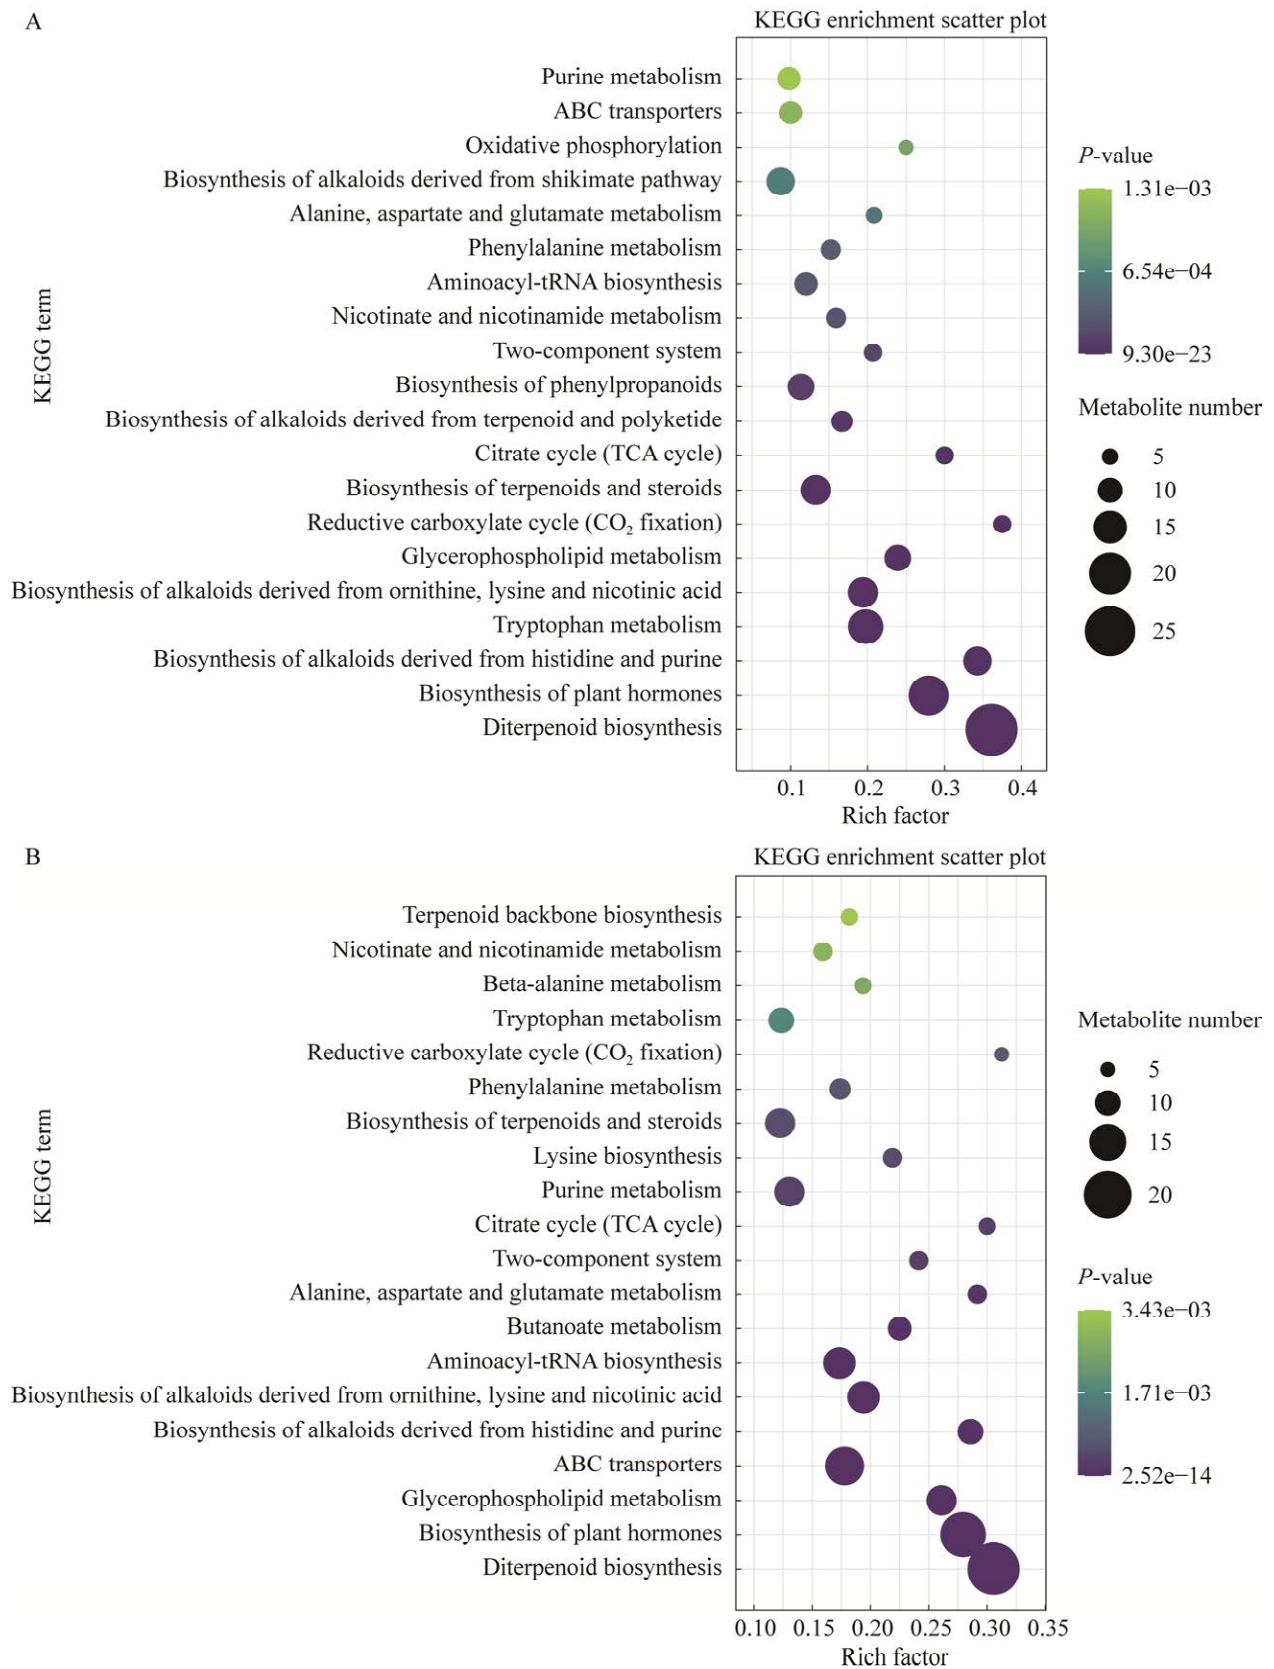 A
KEGG enrichment scatter plot
Purine metabolism
ABC transporters
Oxidative phosphorylation
Biosynthesis of alkaloids derived from shikimate pathway
Alanine, aspartate and glutamate metabolism
Phenylalanine metabolism
Aminoacyl-tRNA biosynthesis
Nicotinate and nicotinamide metabolism
Two-component system
Biosynthesis of phenylpropanoids
Biosynthesis of alkaloids derived from terpenoid and polyketide
Citrate cycle (TCA cycle)
Biosynthesis of terpenoids and steroids
Reductive carboxylate cycle (CO₂ fixation)
Glycerophospholipid metabolism
Biosynthesis of alkaloids derived from ornithine, lysine and nicotinic acid
Tryptophan metabolism
Biosynthesis of alkaloids derived from histidine and purine
Biosynthesis of plant hormones
Diterpenoid biosynthesis
KEGG term
0.1 0.2 0.3 0.4
Rich factor
P-value
1.31e−03
6.54e−04
9.30e−23
Metabolite number
5
10
15
20
25
B
KEGG enrichment scatter plot
Terpenoid backbone biosynthesis
Nicotinate and nicotinamide metabolism
Beta-alanine metabolism
Tryptophan metabolism
Reductive carboxylate cycle (CO₂ fixation)
Phenylalanine metabolism
Biosynthesis of terpenoids and steroids
Lysine biosynthesis
Purine metabolism
Citrate cycle (TCA cycle)
Two-component system
Alanine, aspartate and glutamate metabolism
Butanoate metabolism
Aminoacyl-tRNA biosynthesis
Biosynthesis of alkaloids derived from ornithine, lysine and nicotinic acid
Biosynthesis of alkaloids derived from histidine and purine
ABC transporters
Glycerophospholipid metabolism
Biosynthesis of plant hormones
Diterpenoid biosynthesis
KEGG term
0.10 0.15 0.20 0.25 0.30 0.35
Rich factor
Metabolite number
5
10
15
20
P-value
3.43e−03
1.71e−03
2.52e−14